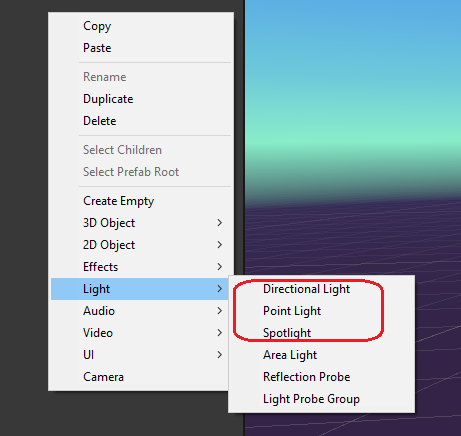 Copy
Paste
Rename
Duplicate
Delete
Select Children
Select Prefab Root
Create Empty
3D Object
2D Object
Effects
Light
Audio
Video
UI
Camera
Directional Light
Point Light
Spotlight
Area Light
Reflection Probe
Light Probe Group